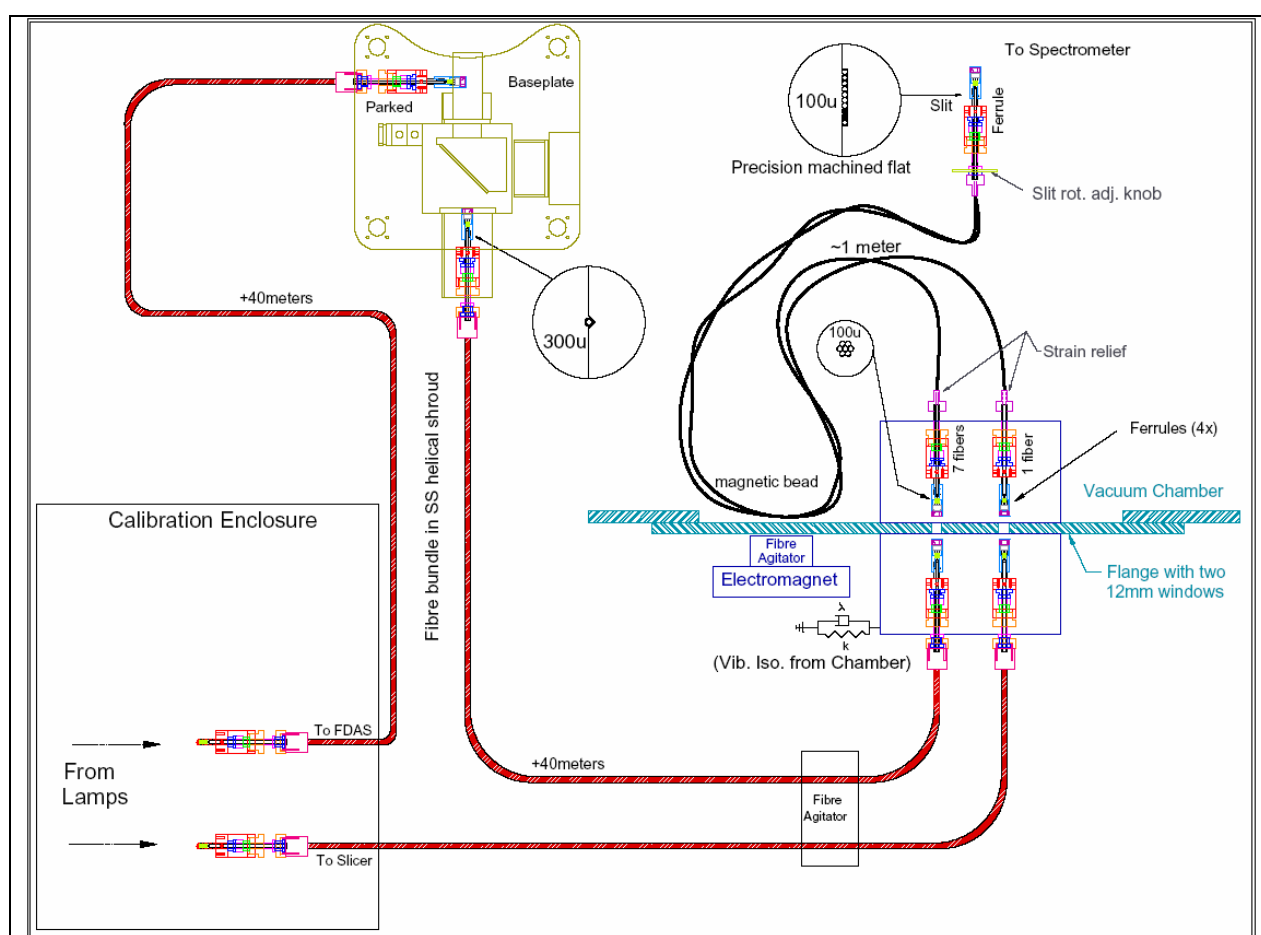 To Spectrometer
Baseplate
Parked
100u
Slit
Ferrule
Precision machined flat
Slit rot. adj. knob
~1 meter
+40meters
300u
100u
Strain relief
Fibre bundle in SS helical shroud
7 fibers
1 fiber
Ferrules (4x)
magnetic bead
Vacuum Chamber
Calibration Enclosure
Fibre
Agitator
Electromagnet
Flange with two
12mm windows
λ
k
(Vib. Iso. from Chamber)
To FDAS
From
Lamps
+40meters
Fibre
Agitator
To Slicer